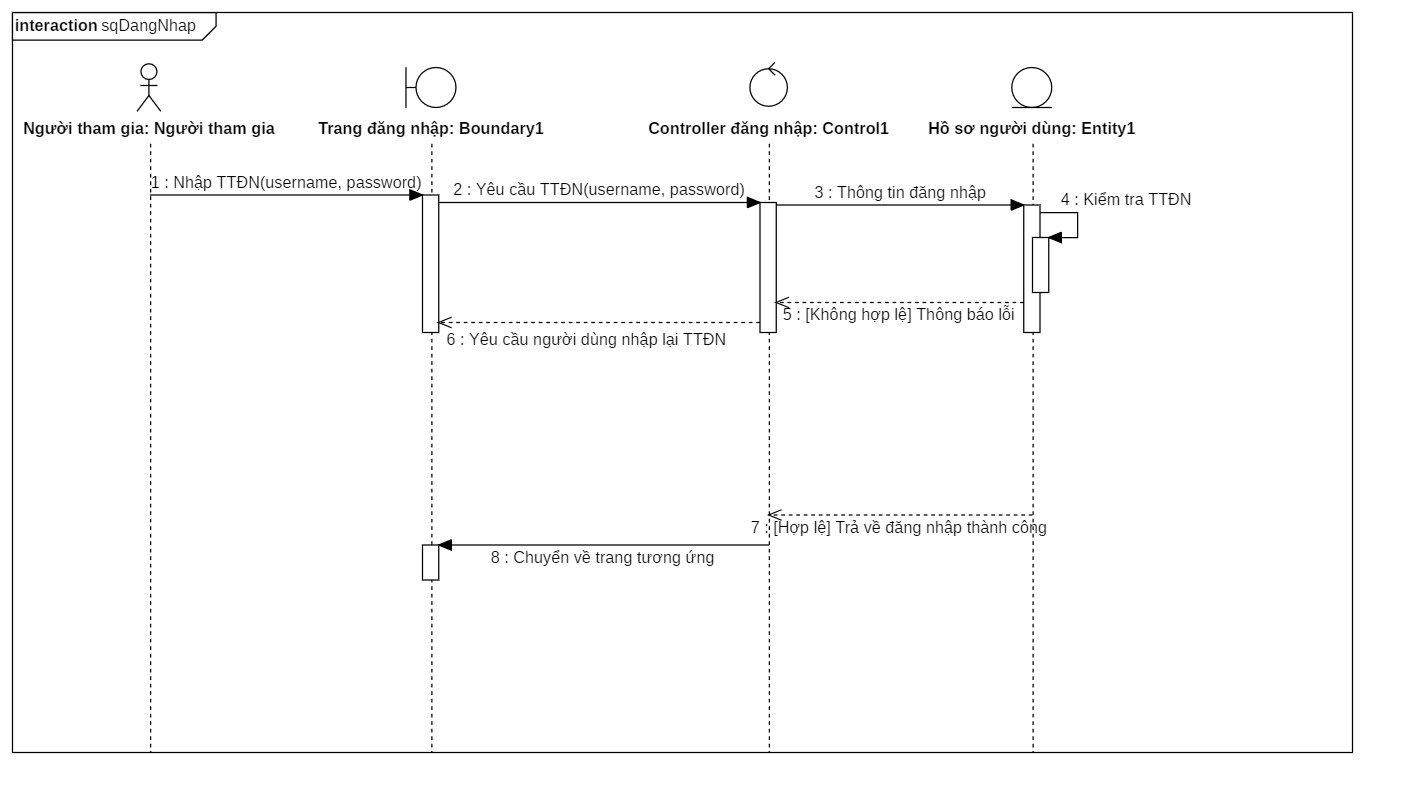 interaction sqDangNhap
Người tham gia: Người tham gia
Trang đăng nhập: Boundary1
Controller đăng nhập: Control1
Hồ sơ người dùng: Entity1
1 : Nhập TTĐN(username, password)
2 : Yêu cầu TTĐN(username, password)
3 : Thông tin đăng nhập
4 : Kiểm tra TTĐN
5 : [Không hợp lệ] Thông báo lỗi
6 : Yêu cầu người dùng nhập lại TTĐN
7 : [Hợp lệ] Trả về đăng nhập thành công
8 : Chuyển về trang tương ứng